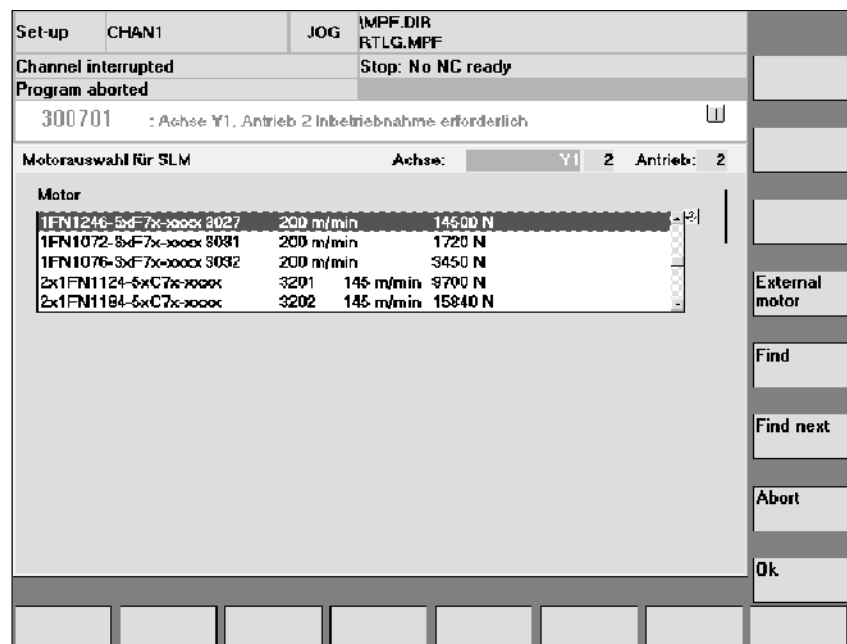 Set-up CHAN1 JOG \MPF.DIR
RTLG.MPF
Channel interrupted Stop: No NC ready
Program aborted
300701 : Achse Y1, Antrieb 2 Inbetriebnahme erforderlich
Motorauswahl für SLM Achse: Y1 2 Antrieb: 2
Motor
1FN1246-5xF7x-xxxx 3027 200 m/min 14500 N
1FN1072-3xF7x-xxxx 3031 200 m/min 1720 N
1FN1076-3xF7x-xxxx 3032 200 m/min 3450 N
2x1FN1124-5xC7x-xxxx 3201 145 m/min 9700 N
2x1FN1184-5xC7x-xxxx 3202 145 m/min 15840 N
External
motor
Find
Find next
Abort
Ok